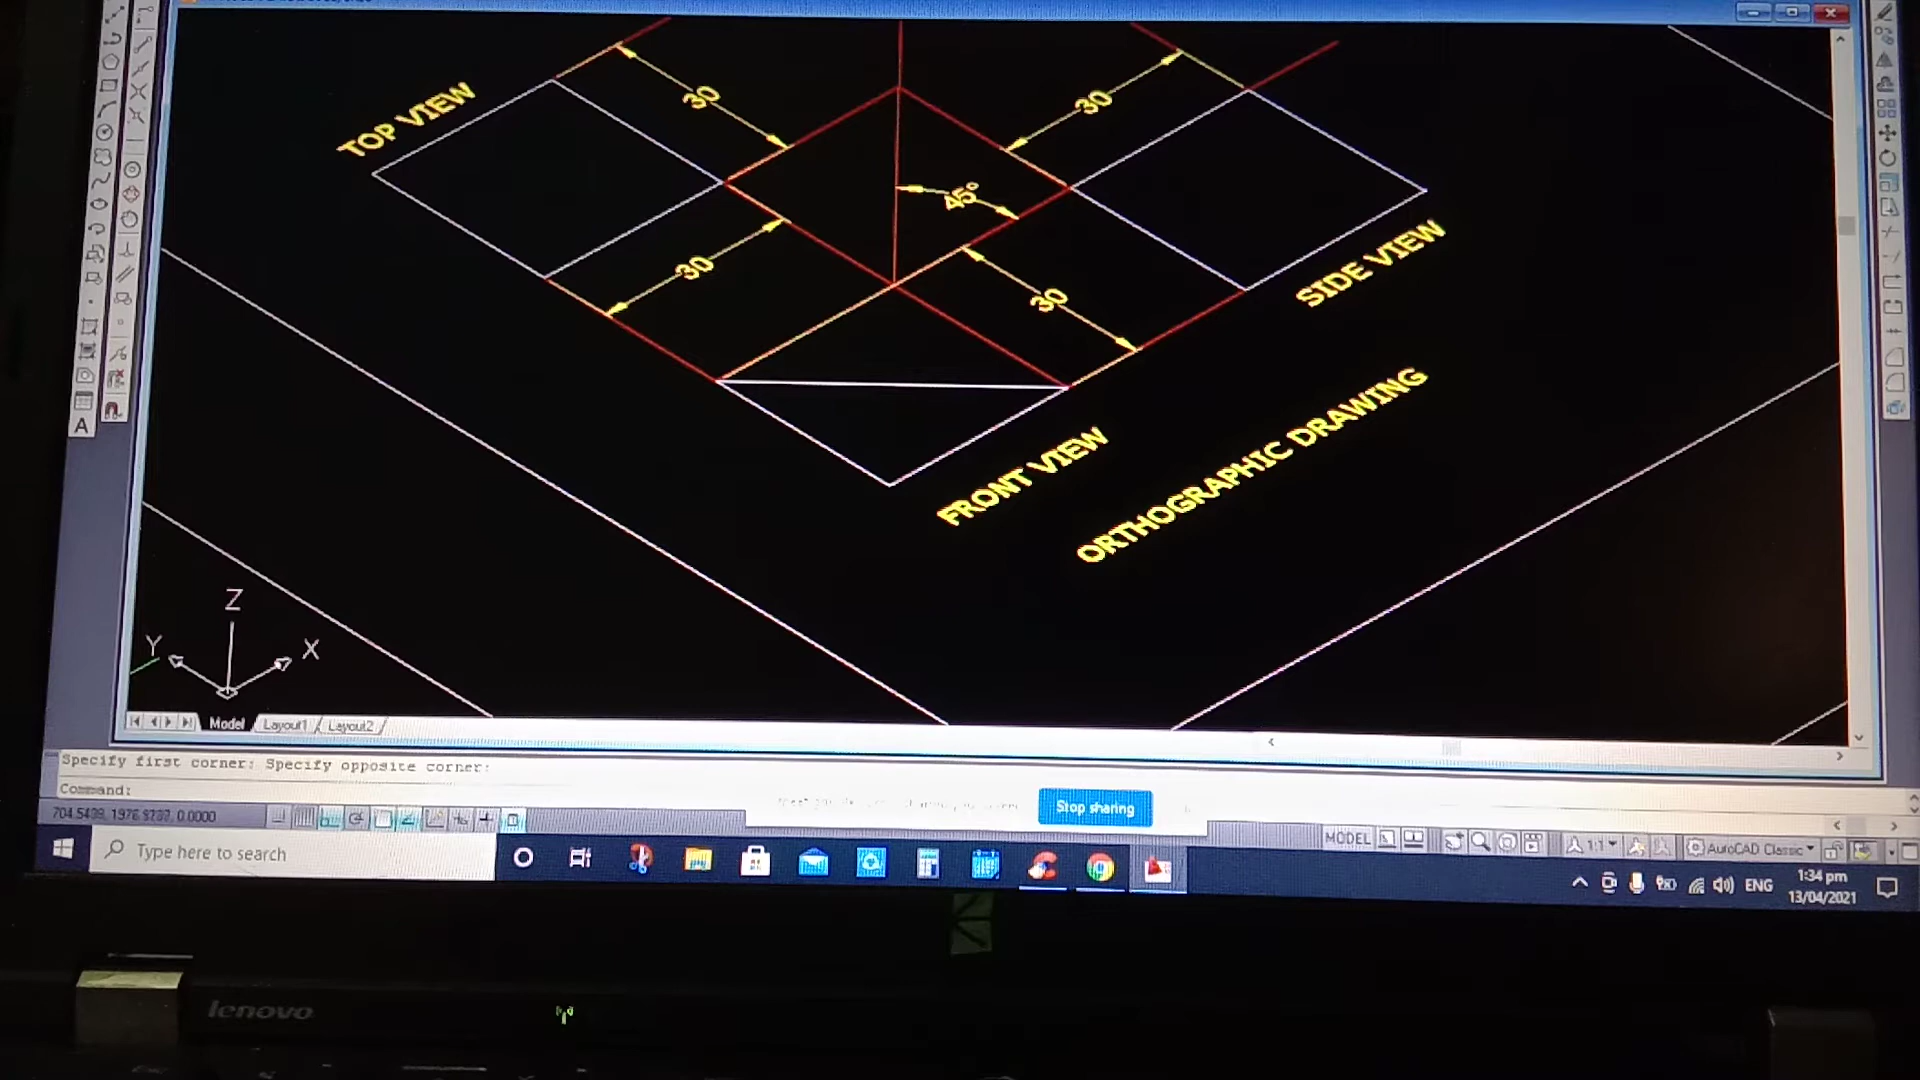 TOP VIEW
30
30
45°
30
30
SIDE VIEW
FRONT VIEW
ORTHOGRAPHIC DRAWING
Z
Y
X
Model
Layout1
Layout2
Specify first corner: Specify opposite corner:
Command:
Stop sharing
MODEL
1:1
AutoCAD Classic
Type here to search
ENG
1:34 pm
13/04/2021
lenovo